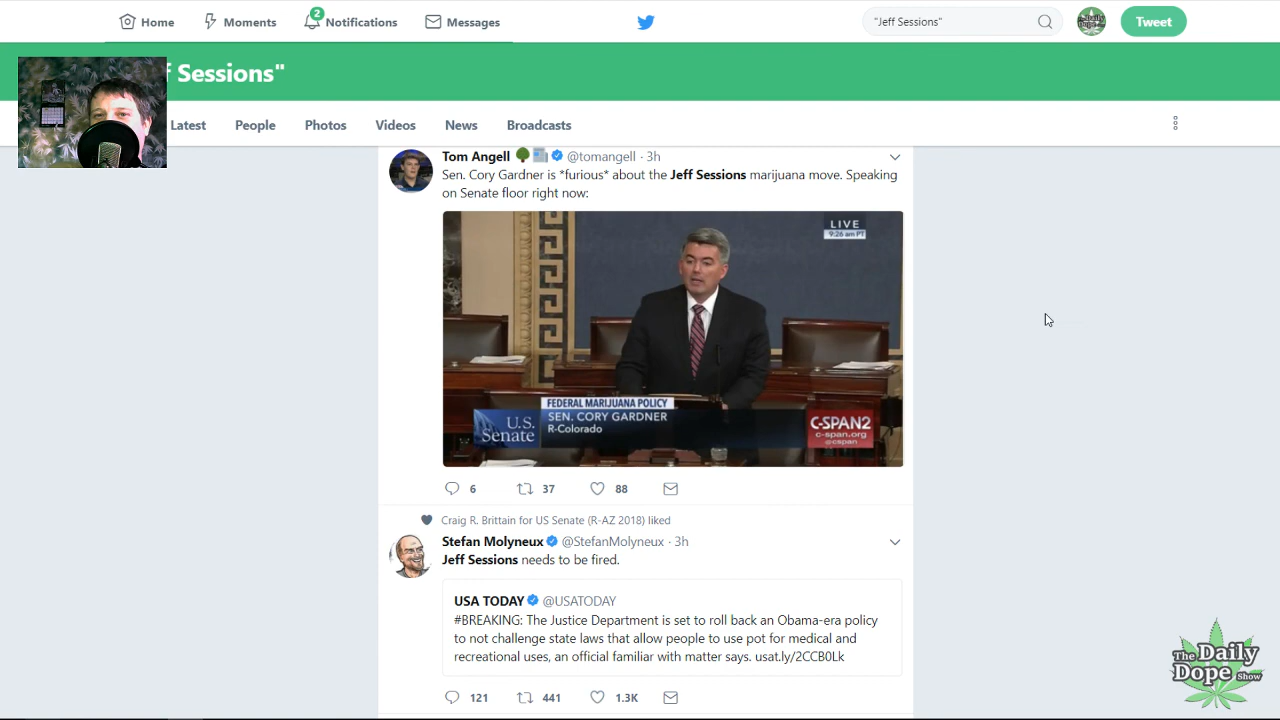 Home
Moments
2
Notifications
Messages
"Jeff Sessions"
Tweet
f Sessions"
Latest
People
Photos
Videos
News
Broadcasts
Tom Angell @tomangell · 3h
Sen. Cory Gardner is *furious* about the Jeff Sessions marijuana move. Speaking
on Senate floor right now:
LIVE
9:26 am PT
FEDERAL MARIJUANA POLICY
U.S. Senate
SEN. CORY GARDNER
R-Colorado
C-SPAN2
c-span.org
@cspan
6
37
88
Craig R. Brittain for US Senate (R-AZ 2018) liked
Stefan Molyneux @StefanMolyneux · 3h
Jeff Sessions needs to be fired.
USA TODAY @USATODAY
#BREAKING: The Justice Department is set to roll back an Obama-era policy
to not challenge state laws that allow people to use pot for medical and
recreational uses, an official familiar with matter says. usat.ly/2CCB0Lk
121
441
1.3K
The Daily
Dope Show